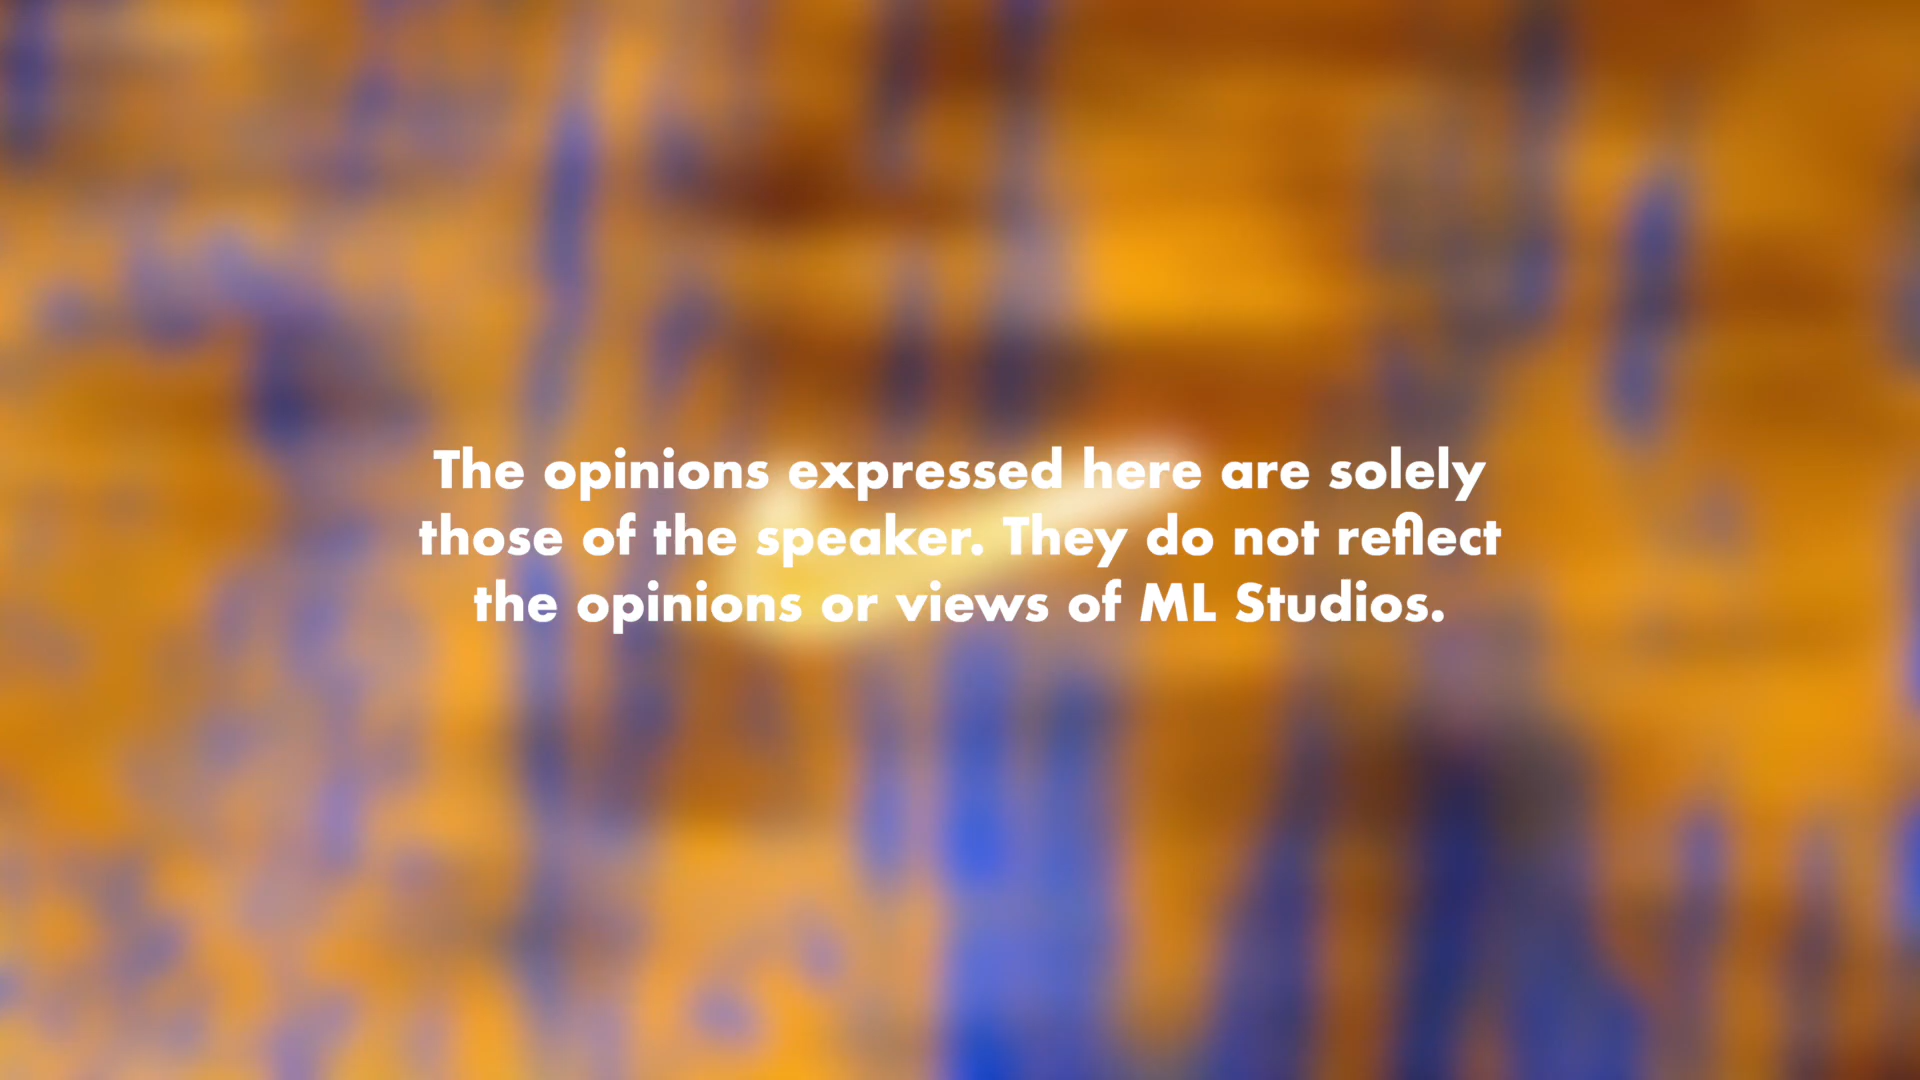 The opinions expressed here are solely
those of the speaker. They do not reflect
the opinions or views of ML Studios.